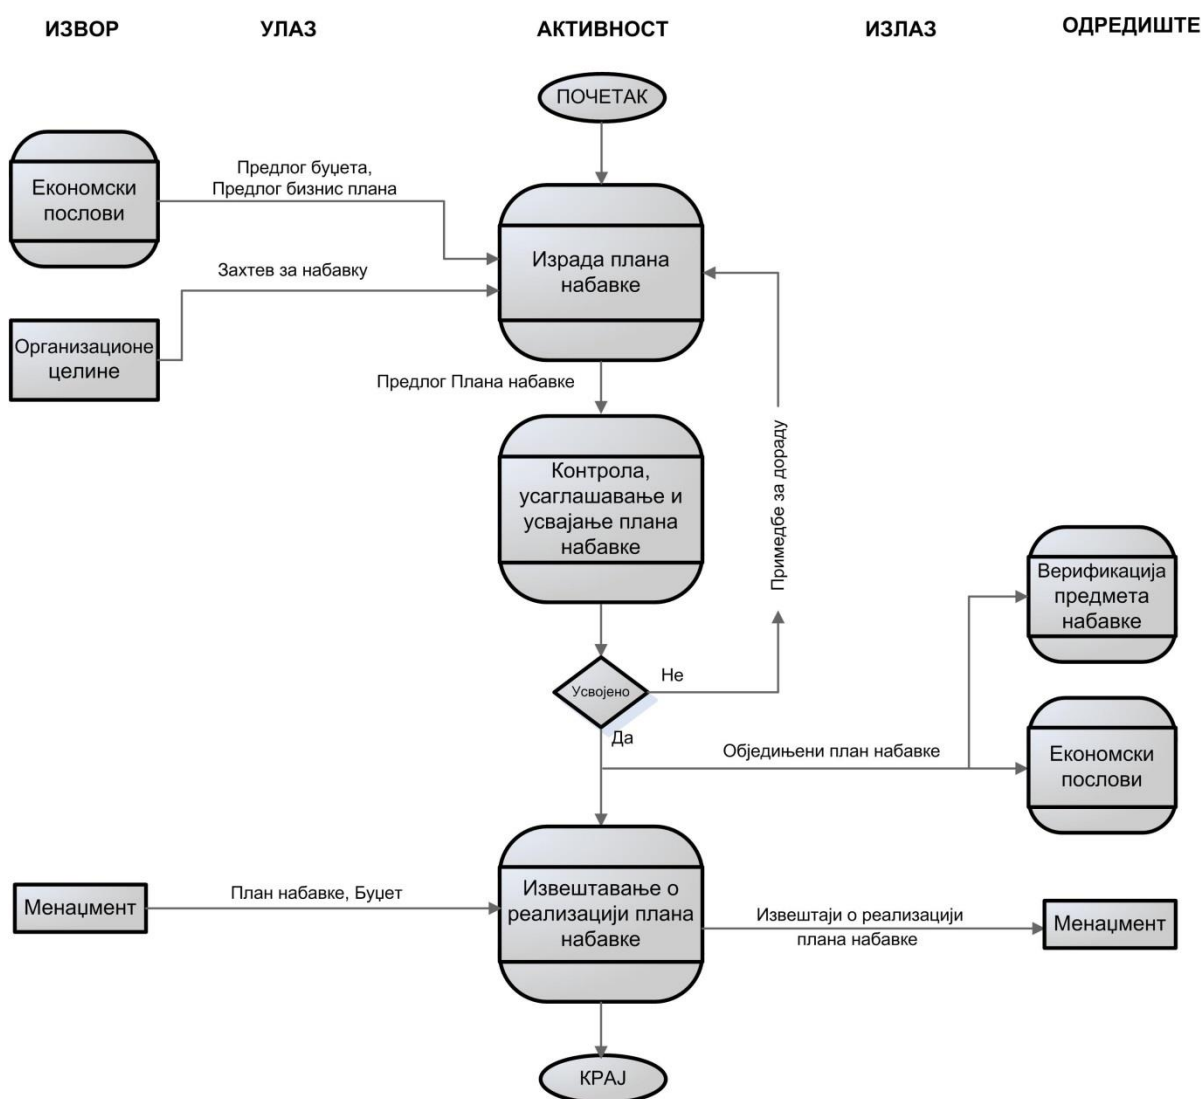 ИЗВОР
УЛАЗ
АКТИВНОСТ
ИЗЛАЗ
ОДРЕДИШТЕ
ПОЧЕТАК
Економски
послови
Предлог буџета,
Предлог бизнис плана
Израда плана
набавке
Захтев за набавку
Организационе
целине
Предлог Плана набавке
Контрола,
усаглашавање и
усвајање плана
набавке
Примедбе за дораду
Верификација
предмета
набавке
Усвојено
Не
Да
Обједињени план набавке
Економски
послови
Менаџмент
План набавке, Буџет
Извештавање о
реализацији плана
набавке
Извештаји о реализацији
плана набавке
Менаџмент
КРАЈ